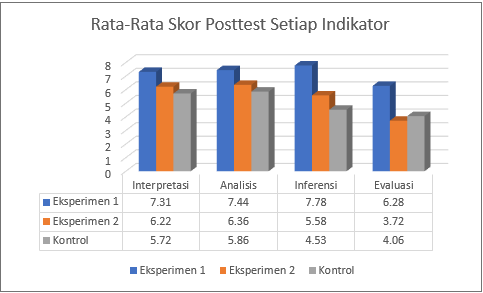 Rata-Rata Skor Posttest Setiap Indikator
8
7
6
5
4
3
2
1
0
Interpretasi Analisis Inferensi Evaluasi
Eksperimen 1 7.31 7.44 7.78 6.28
Eksperimen 2 6.22 6.36 5.58 3.72
Kontrol 5.72 5.86 4.53 4.06
Eksperimen 1 Eksperimen 2 Kontrol